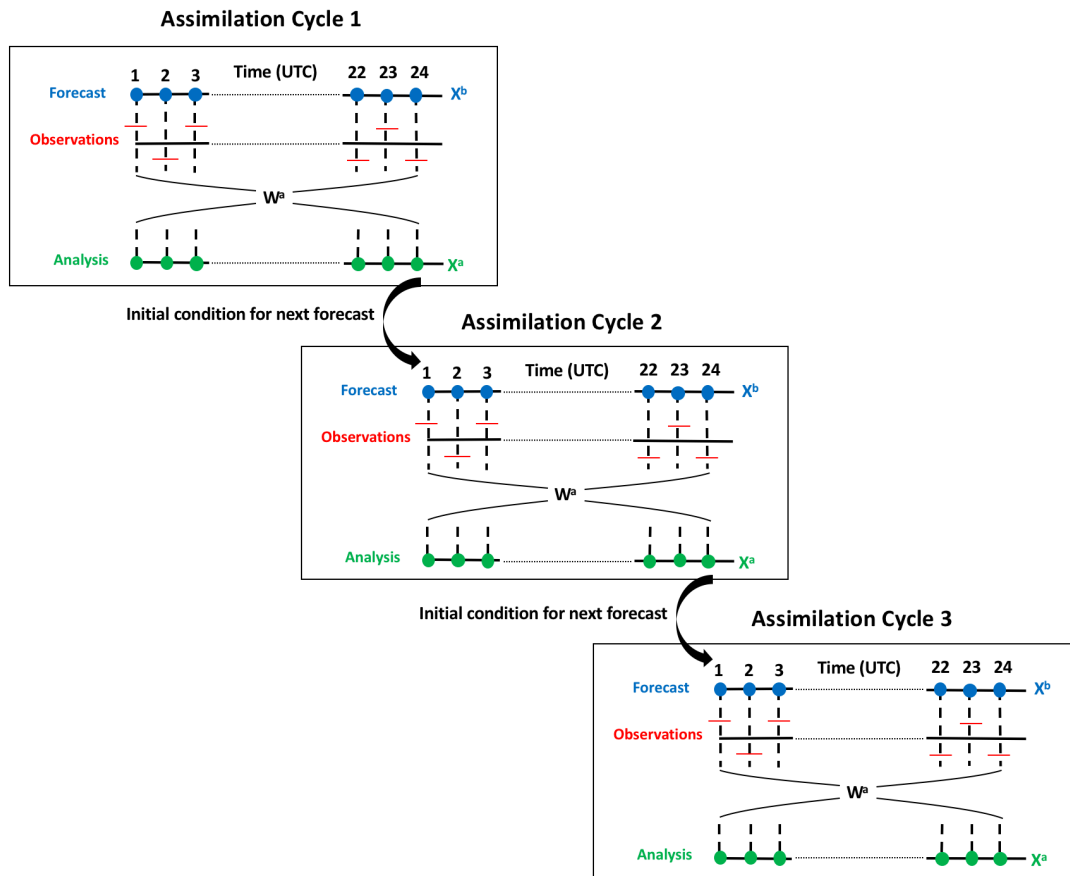 Assimilation Cycle 1
1 2 3 Time (UTC) 22 23 24
Forecast Xᵇ
Observations
Wᵃ
Analysis Xᵃ
Initial condition for next forecast
Assimilation Cycle 2
1 2 3 Time (UTC) 22 23 24
Forecast Xᵇ
Observations
Wᵃ
Analysis Xᵃ
Initial condition for next forecast
Assimilation Cycle 3
1 2 3 Time (UTC) 22 23 24
Forecast Xᵇ
Observations
Wᵃ
Analysis Xᵃ